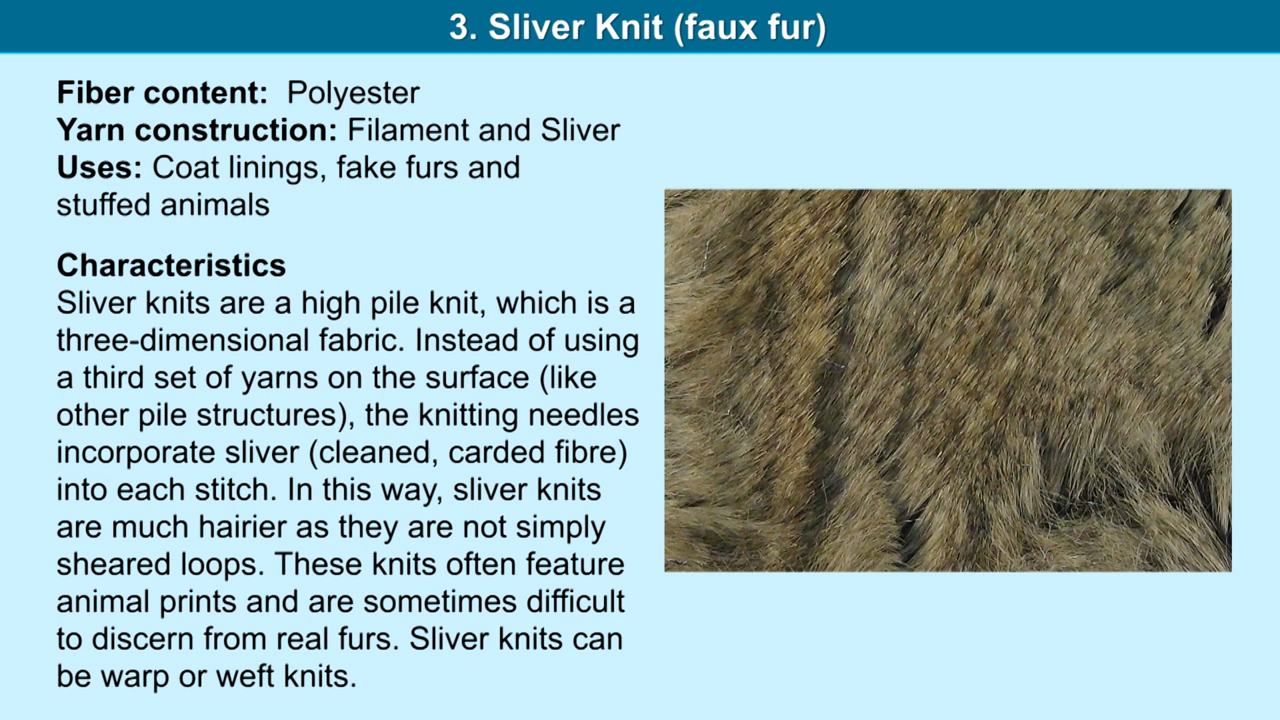 3. Sliver Knit (faux fur)
Fiber content: Polyester
Yarn construction: Filament and Sliver
Uses: Coat linings, fake furs and
stuffed animals
Characteristics
Sliver knits are a high pile knit, which is a
three-dimensional fabric. Instead of using
a third set of yarns on the surface (like
other pile structures), the knitting needles
incorporate sliver (cleaned, carded fibre)
into each stitch. In this way, sliver knits
are much hairier as they are not simply
sheared loops. These knits often feature
animal prints and are sometimes difficult
to discern from real furs. Sliver knits can
be warp or weft knits.